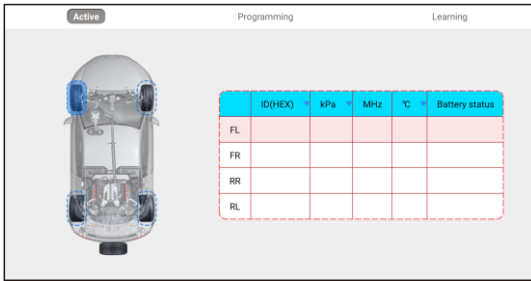 Active Programming Learning
ID(HEX) kPa MHz ℃ Battery status
FL
FR
RR
RL